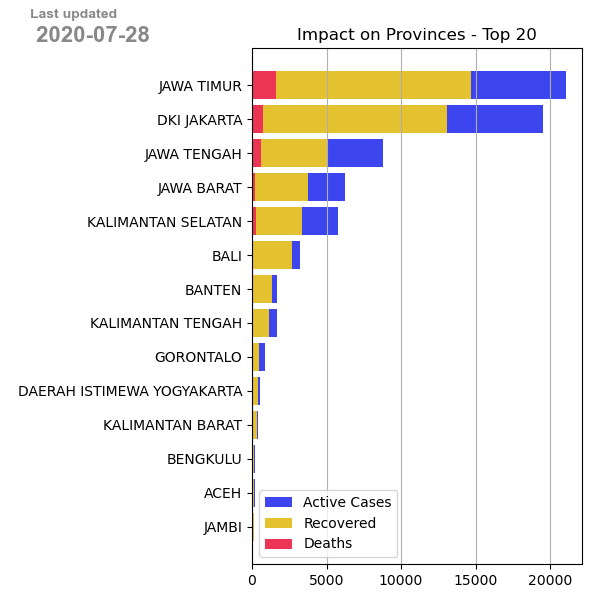 Last updated
2020-07-28
Impact on Provinces - Top 20
JAWA TIMUR
DKI JAKARTA
JAWA TENGAH
JAWA BARAT
KALIMANTAN SELATAN
BALI
BANTEN
KALIMANTAN TENGAH
GORONTALO
DAERAH ISTIMEWA YOGYAKARTA
KALIMANTAN BARAT
BENGKULU
ACEH
JAMBI
Active Cases
Recovered
Deaths
0 5000 10000 15000 20000